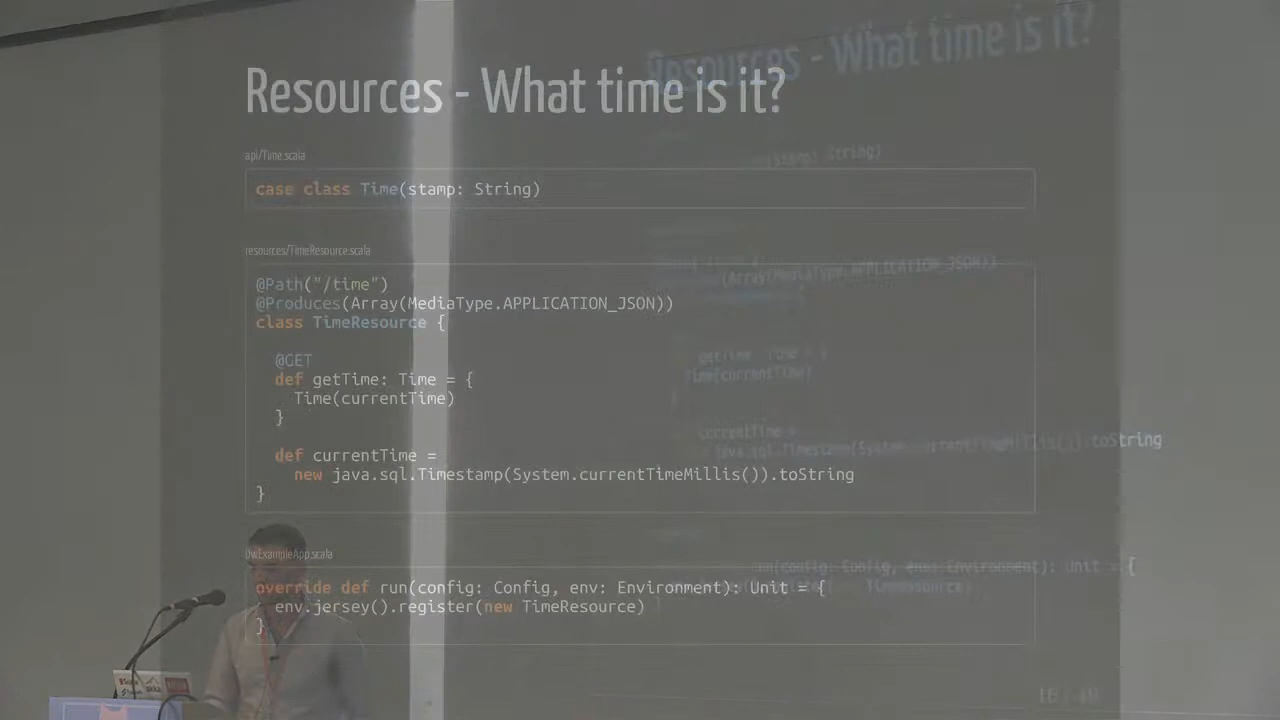 Resources - What time is it?
api/Time.scala
case class Time(stamp: String)
resources/TimeResource.scala
@Path("/time")
@Produces(Array(MediaType.APPLICATION_JSON))
class TimeResource {
@GET
def getTime: Time = {
Time(currentTime)
}
def currentTime =
new java.sql.Timestamp(System.currentTimeMillis()).toString
}
DwExampleApp.scala
override def run(config: Config, env: Environment): Unit = {
env.jersey().register(new TimeResource)
}